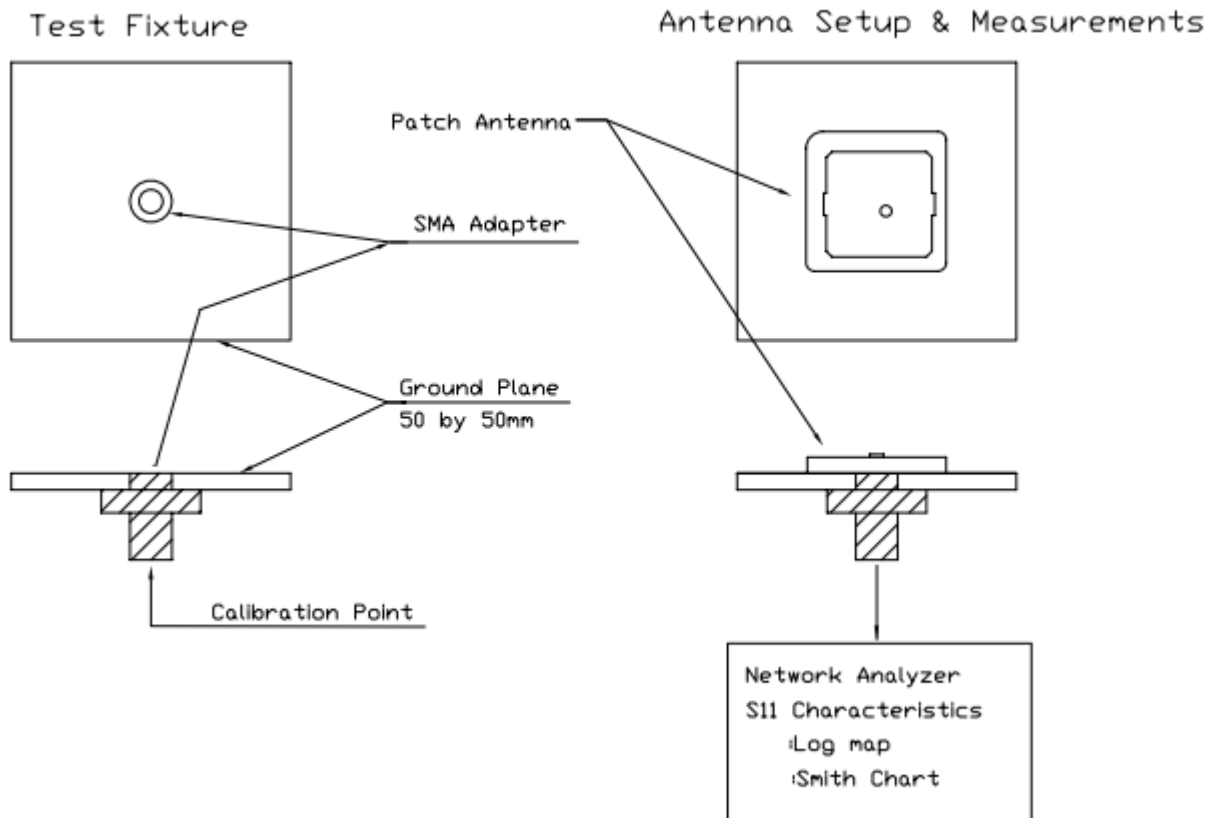 Test Fixture
Antenna Setup & Measurements
Patch Antenna
SMA Adapter
Ground Plane
50 by 50mm
Calibration Point
Network Analyzer
S11 Characteristics
:Log map
:Smith Chart